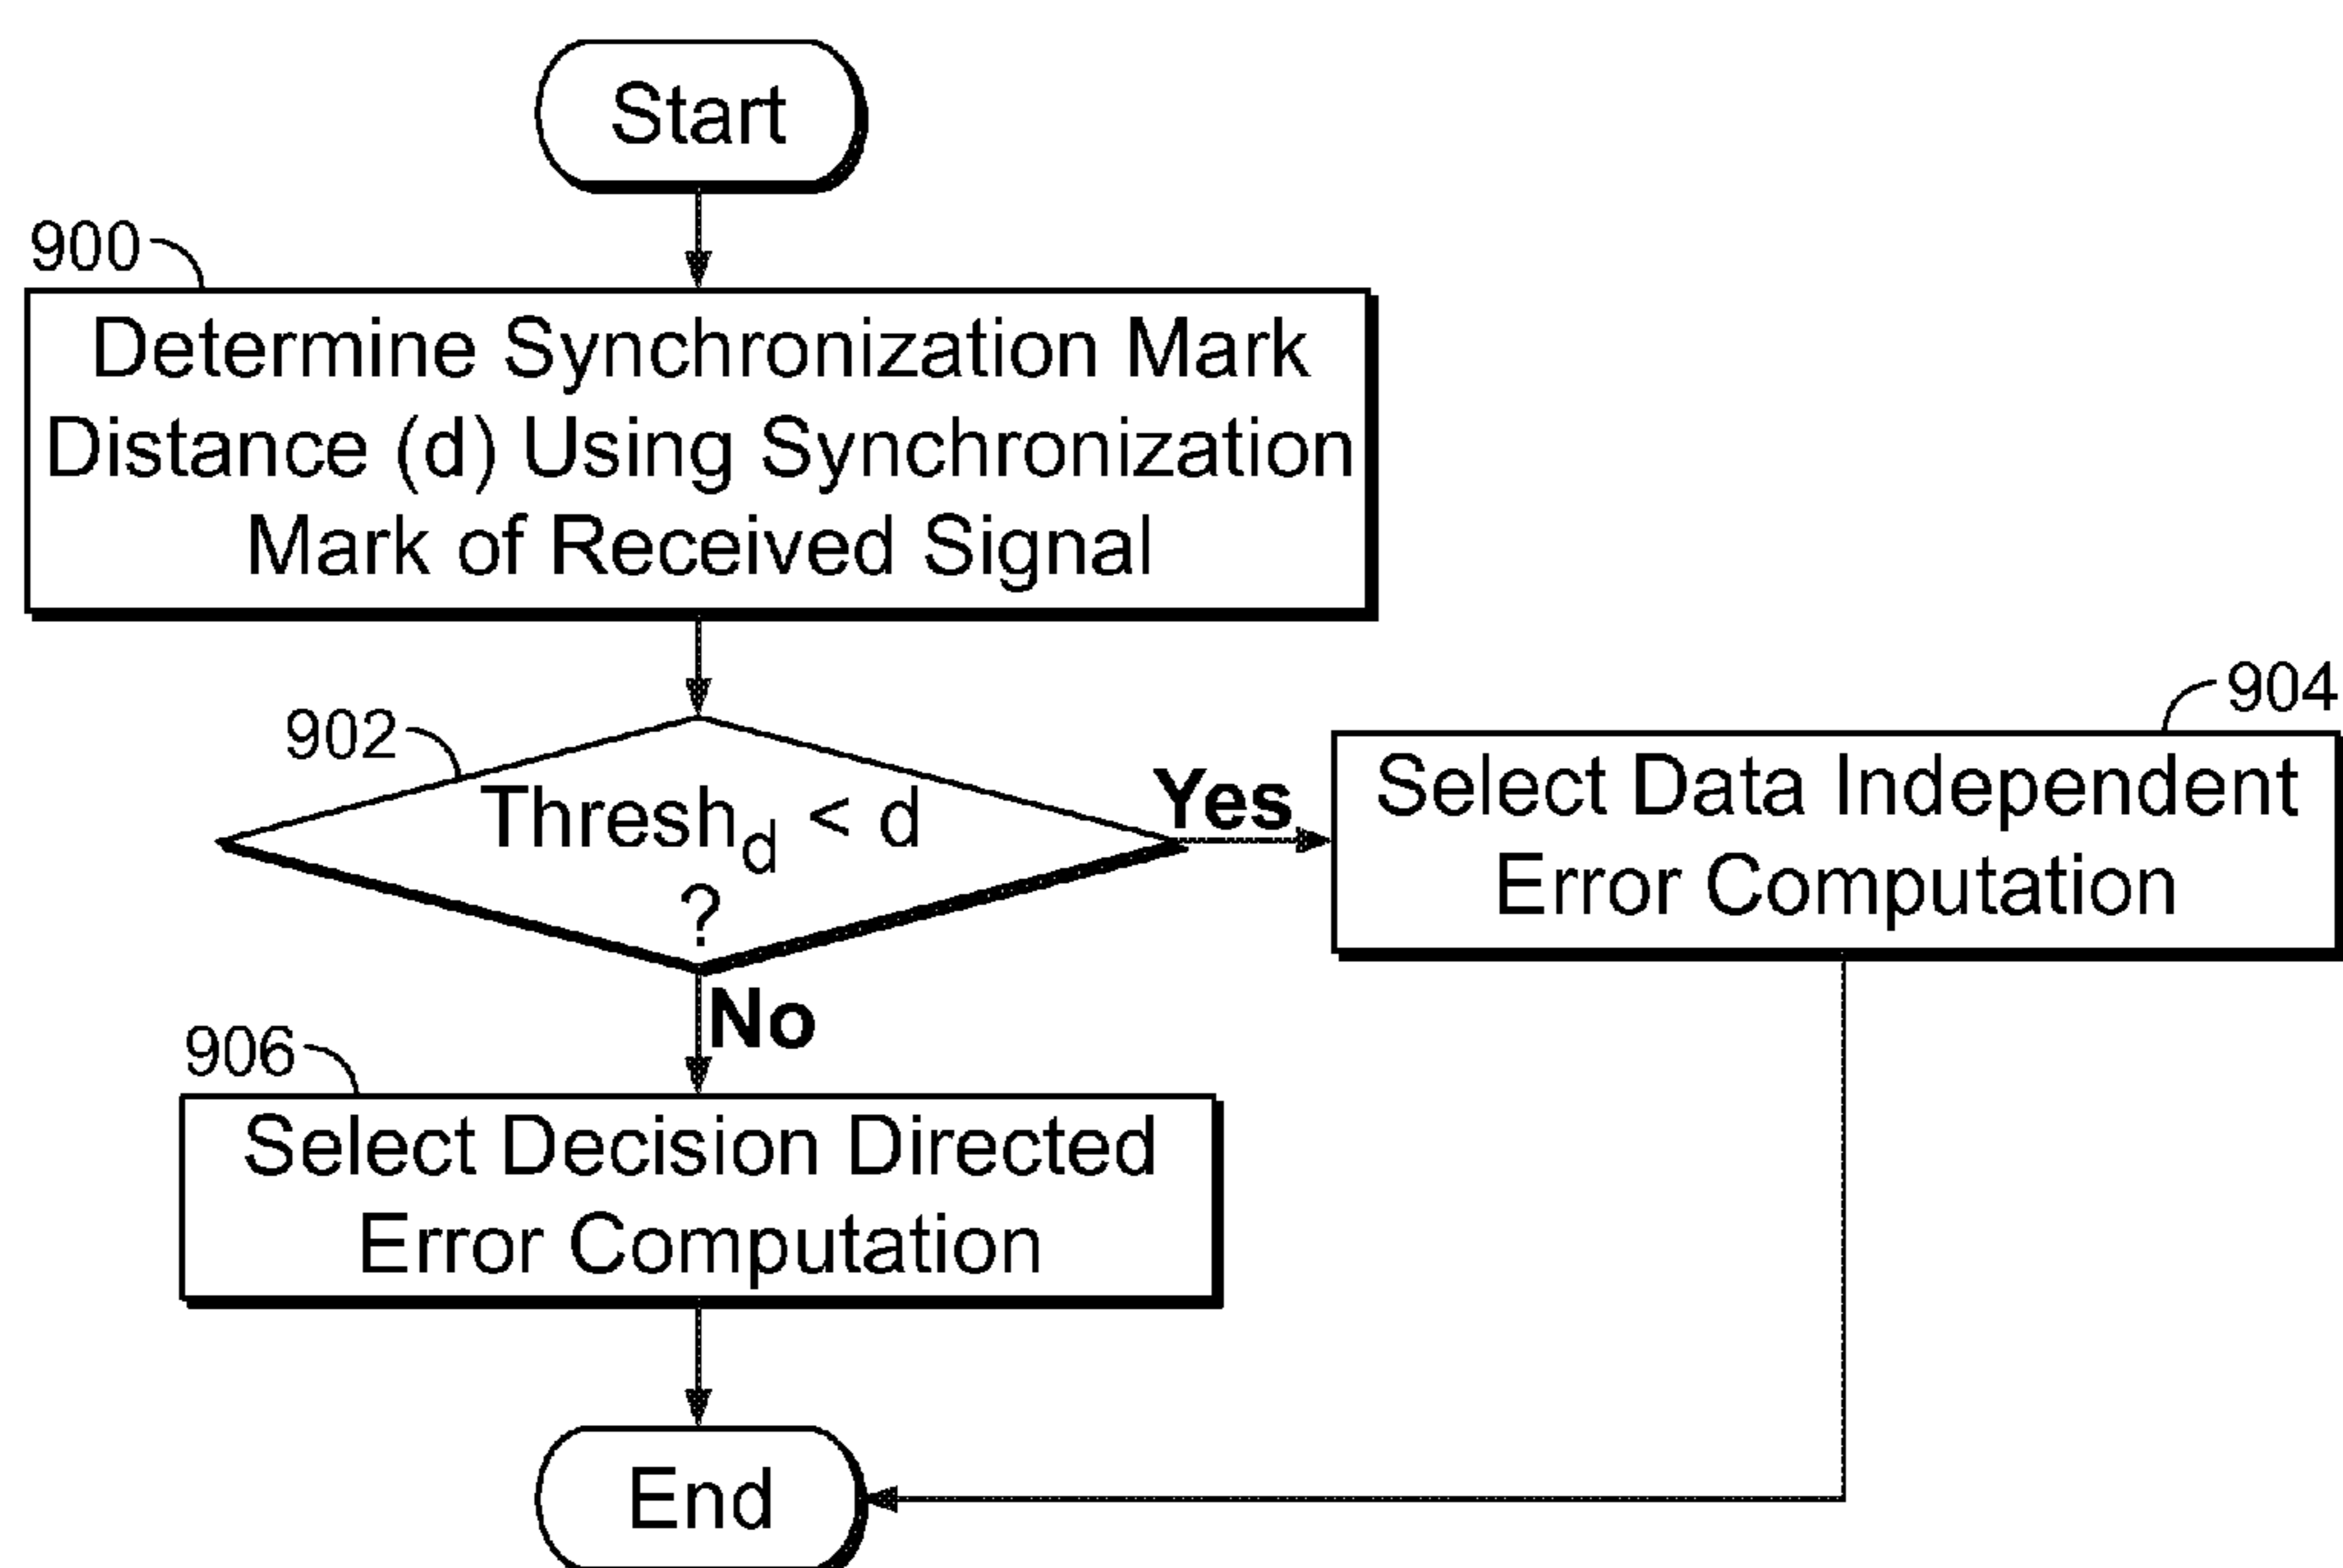 Start
900
Determine Synchronization Mark
Distance (d) Using Synchronization
Mark of Received Signal
902
Thresh_d < d
?
Yes
904
Select Data Independent
Error Computation
No
906
Select Decision Directed
Error Computation
End